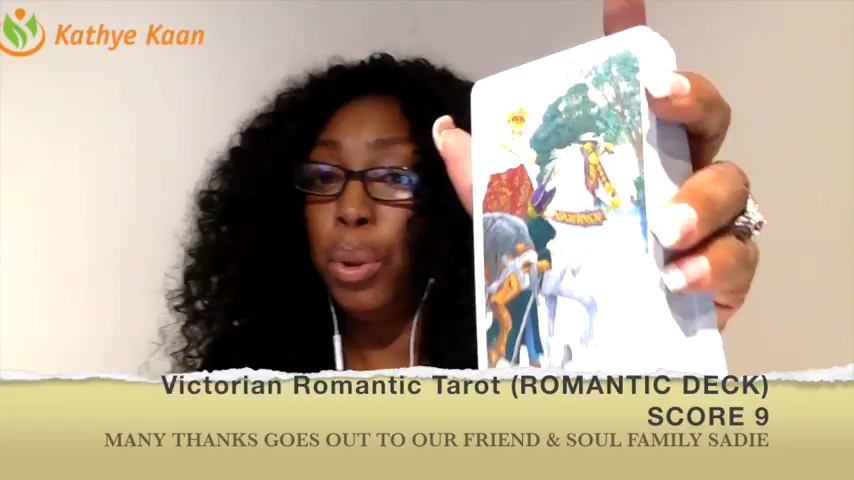 Kathye Kaan
Victorian Romantic Tarot (ROMANTIC DECK)
SCORE 9
MANY THANKS GOES OUT TO OUR FRIEND & SOUL FAMILY SADIE